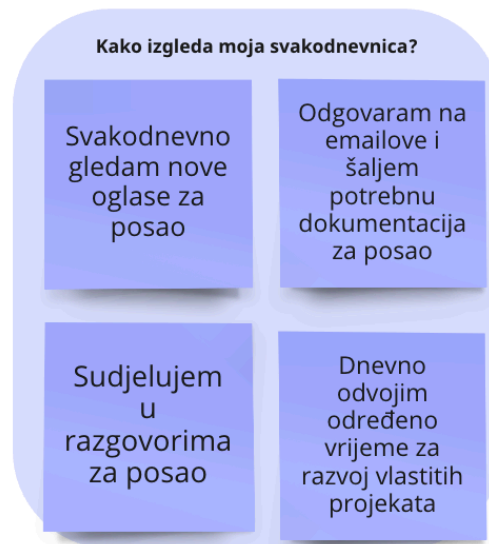 Kako izgleda moja svakodnevnica?
Svakodnevno
gledam nove
oglase za
posao
Odgovaram na
emailove i
šaljem
potrebnu
dokumentacija
za posao
Sudjelujem
u
razgovorima
za posao
Dnevno
odvojim
određeno
vrijeme za
razvoj vlastitih
projekata